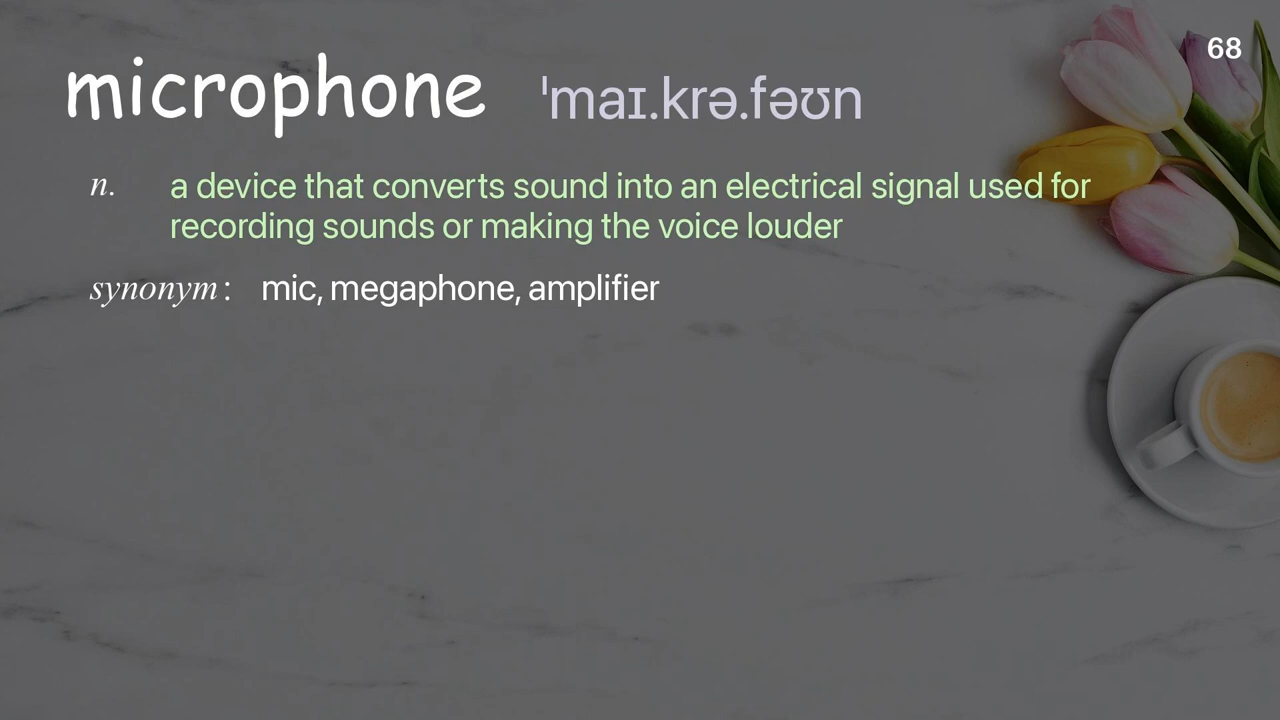 68
microphone ˈmaɪ.krə.fəʊn
n. a device that converts sound into an electrical signal used for
recording sounds or making the voice louder
synonym : mic, megaphone, amplifier